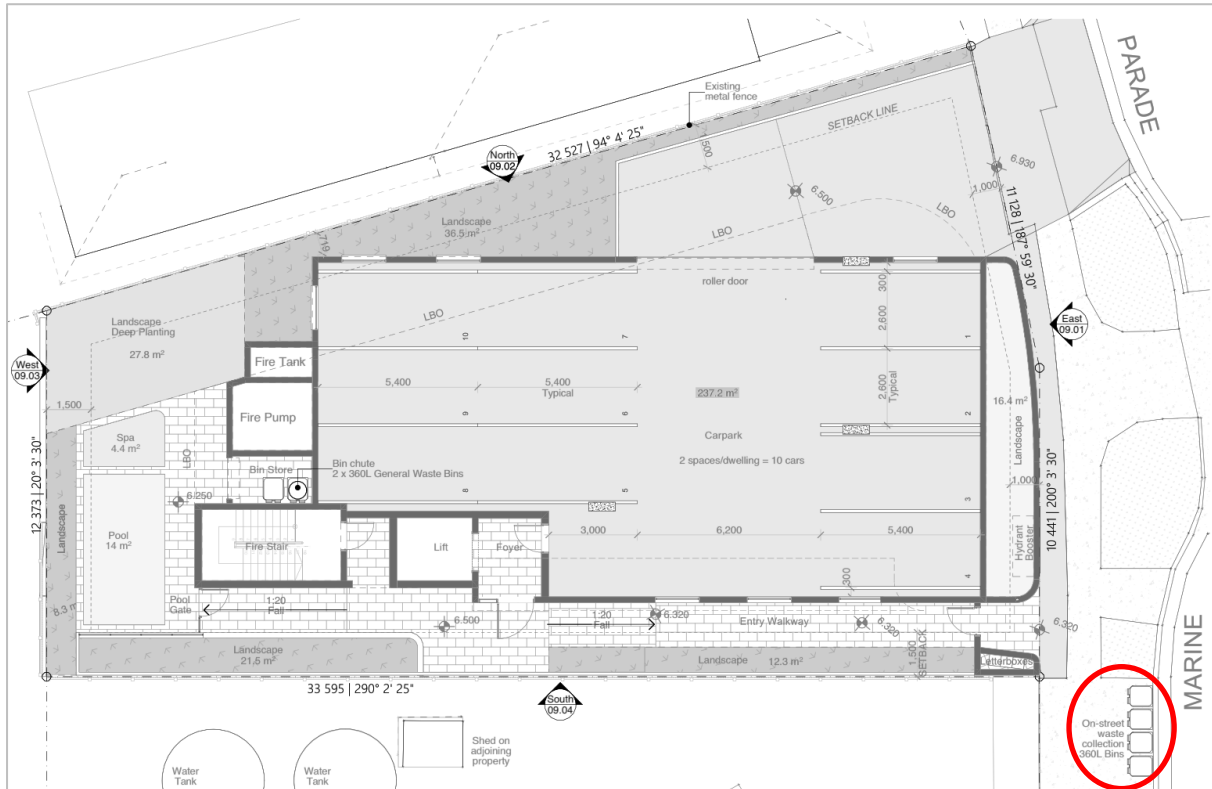 PARADE
Existing
metal fence
SETBACK LINE
6.930
32 527 | 94° 4' 25"
North
09.02
1,500
1,000
11 128 | 187° 59' 30"
6.500
Landscape
36.5 m²
LBO
LBO
719
roller door
300
East
09.01
LBO
Landscape
Deep Planting
27.8 m²
2,600
10
7
1
Fire Tank
West
09.03
5,400
5,400
Typical
237.2 m²
2,600
Typical
16.4 m²
1,500
Fire Pump
9
6
2
Carpark
Spa
4.4 m²
2 spaces/dwelling = 10 cars
Landscape
LBO
Bin Store
Bin chute
2 x 360L General Waste Bins
12 373 | 20° 3' 30"
6.250
8
5
3
1,000
10 441 | 200° 3' 30"
Landscape
Pool
14 m²
3,000
6,200
5,400
Hydrant
Booster
Fire Stair
Lift
Foyer
4
300
8.3 m²
Pool
Gate
1:20
Fall
1:20
Fall
6.320
6.500
Entry Walkway
6.320
6.320
1,500
SETBACK
Landscape
21.5 m²
Landscape
12.3 m²
Letterboxes
MARINE
33 595 | 290° 2' 25"
South
09.04
On-street
waste
collection
360L Bins
Shed on
adjoining
property
Water
Tank
Water
Tank